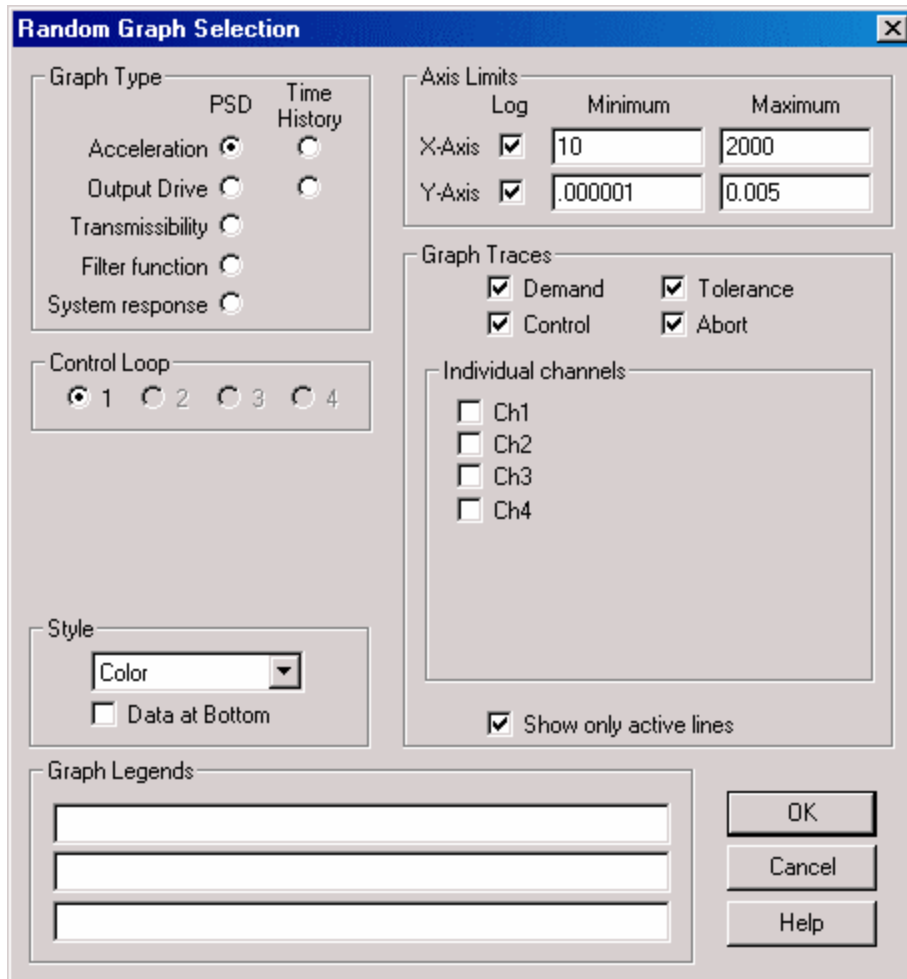 Random Graph Selection
Graph Type
PSD
Time
History
Acceleration
Output Drive
Transmissibility
Filter function
System response
Axis Limits
Log Minimum Maximum
X-Axis 10 2000
Y-Axis .000001 0.005
Control Loop
1 2 3 4
Graph Traces
Demand Tolerance
Control Abort
Individual channels
Ch1
Ch2
Ch3
Ch4
Show only active lines
Style
Color
Data at Bottom
Graph Legends
OK
Cancel
Help